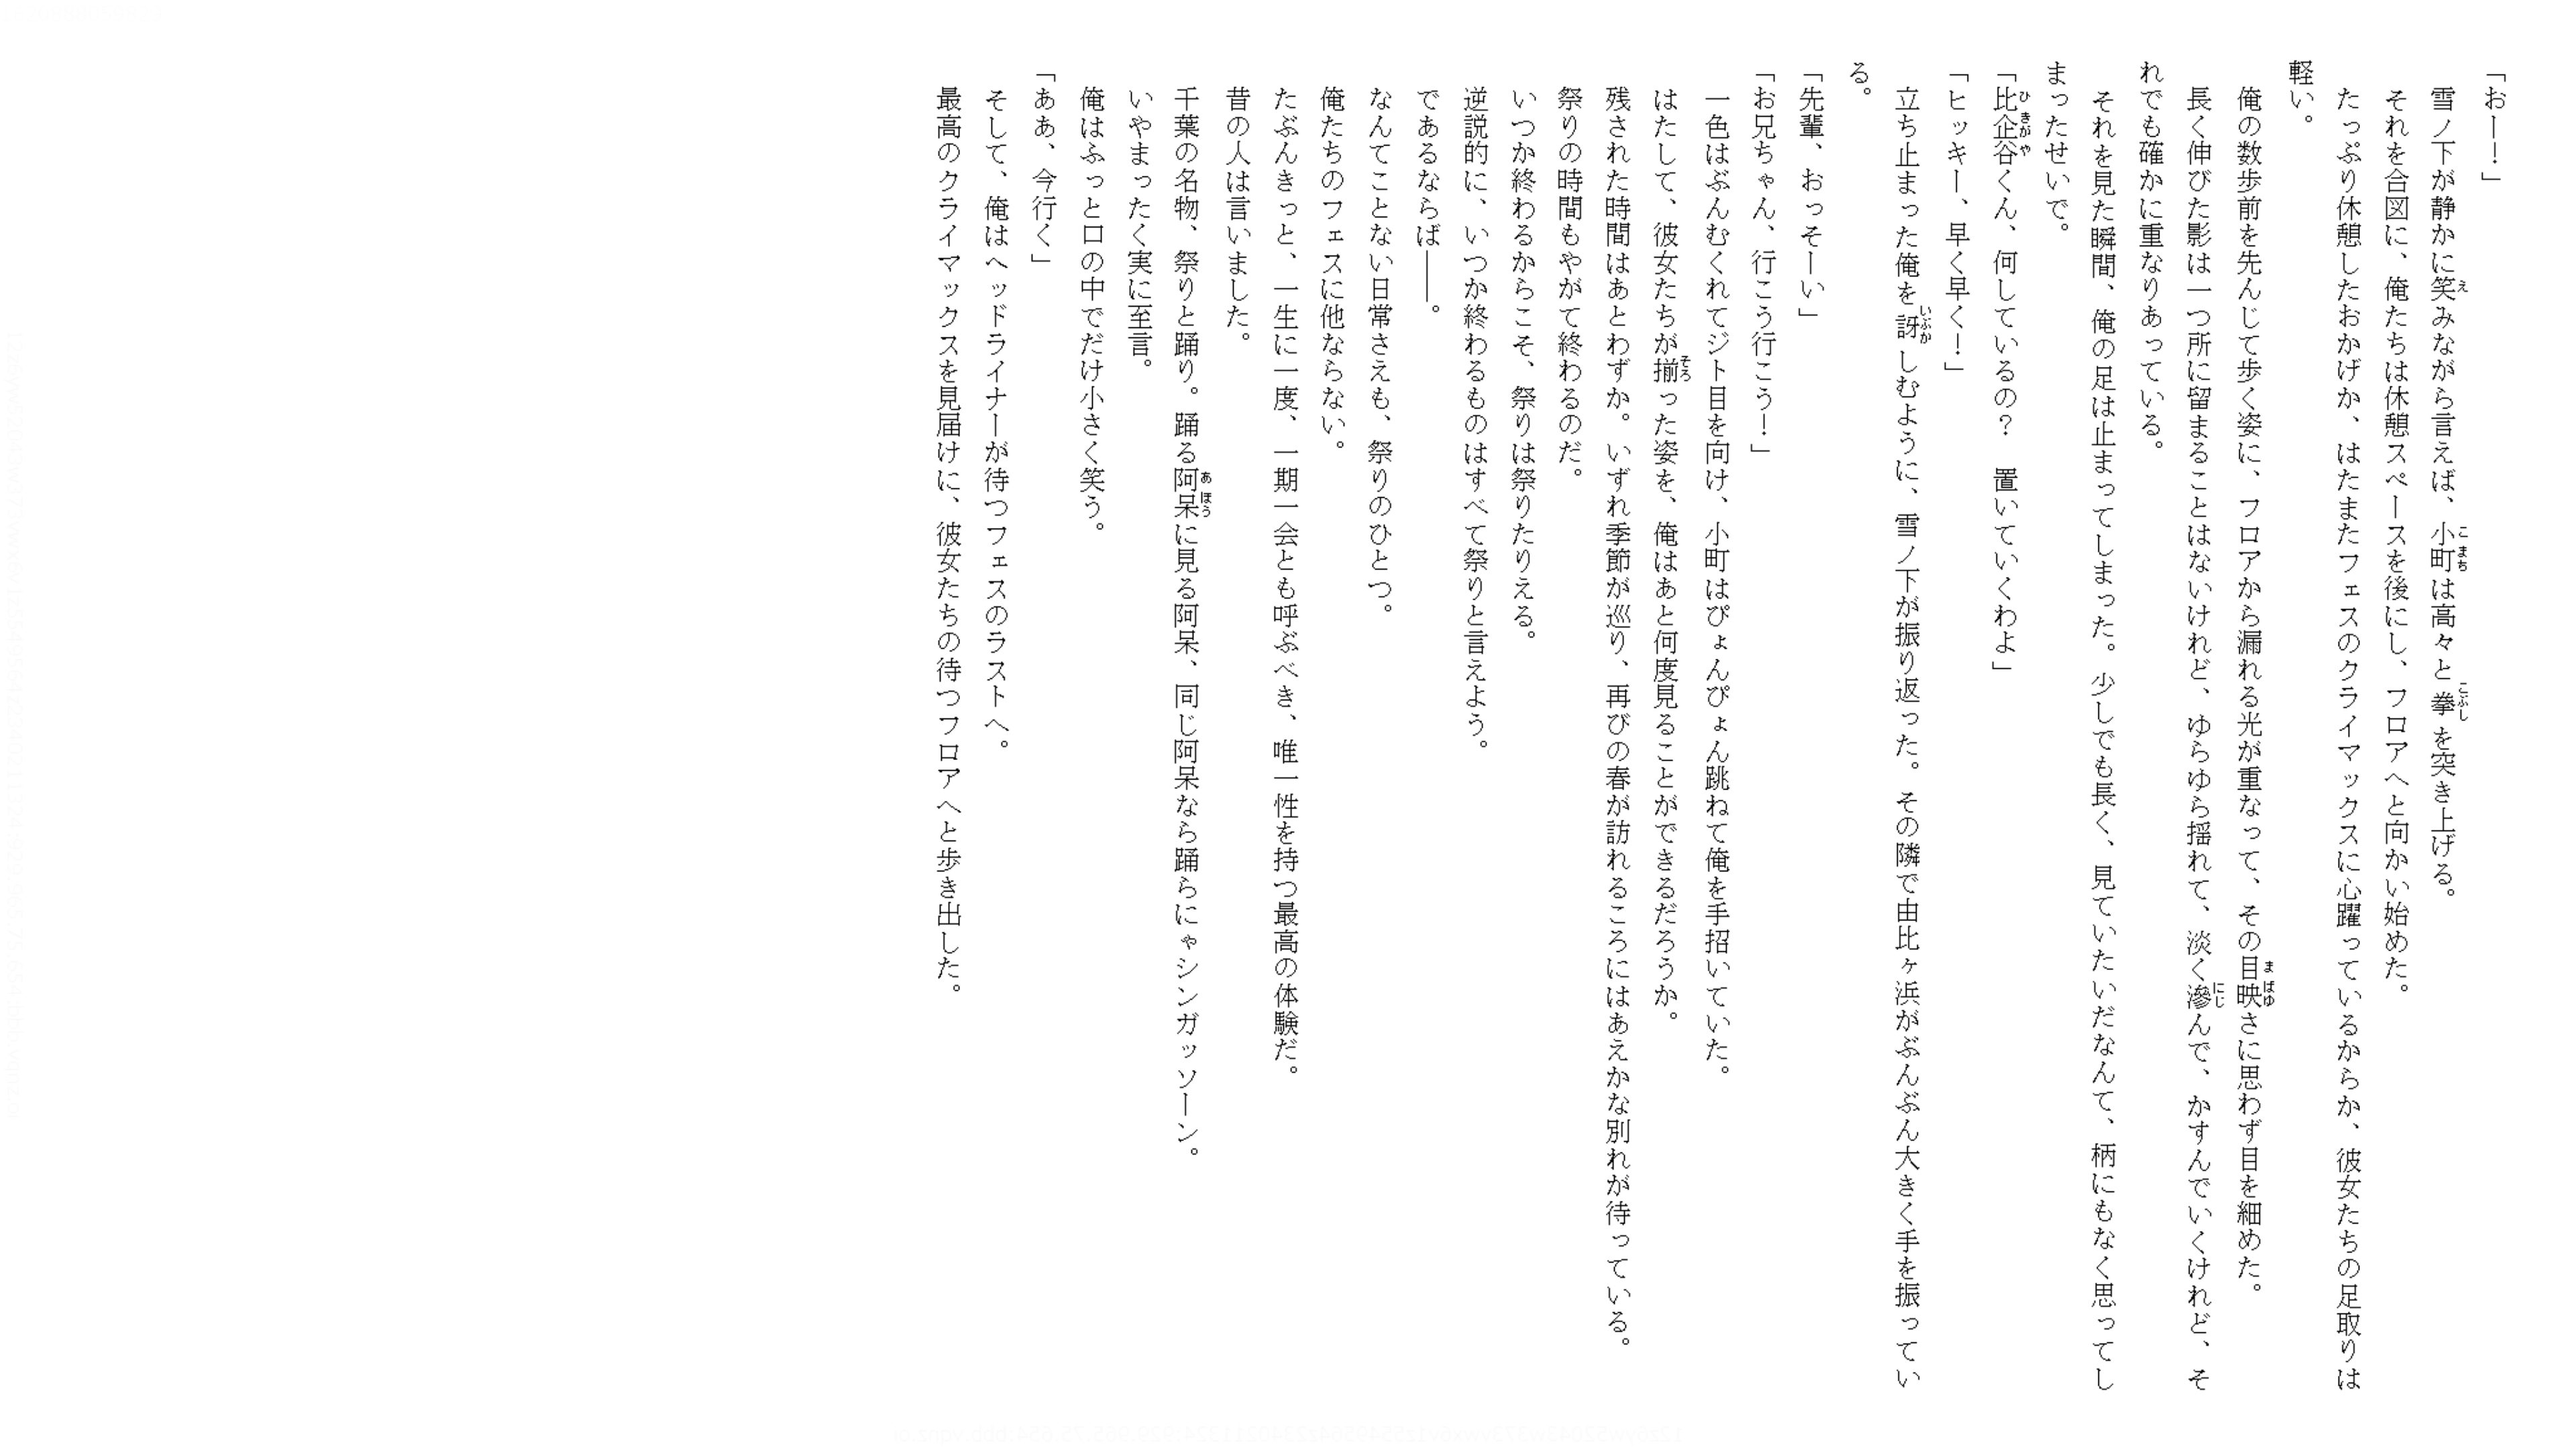 「おー！」
　雪ノ下が静かに笑みながら言えば、小町は高々と拳を突き上げる。
　それを合図に、俺たちは休憩スペースを後にし、フロアへと向かい始めた。
　たっぷり休憩したおかげか、はたまたフェスのクライマックスに心躍っているからか、彼女たちの足取りは
軽い。
　俺の数歩前を先んじて歩く姿に、フロアから漏れる光が重なって、その目映さに思わず目を細めた。
　長く伸びた影は一つ所に留まることはないけれど、ゆらゆら揺れて、淡く滲んで、かすんでいくけれど、そ
れでも確かに重なりあっている。
　それを見た瞬間、俺の足は止まってしまった。少しでも長く、見ていたいだなんて、柄にもなく思ってし
まったせいで。
「比企谷くん、何しているの？　置いていくわよ」
「ヒッキー、早く早く！」
　立ち止まった俺を訝しむように、雪ノ下が振り返った。その隣で由比ヶ浜がぶんぶん大きく手を振ってい
る。
「先輩、おっそーい」
「お兄ちゃん、行こう行こう！」
　一色はぶんむくれてジト目を向け、小町はぴょんぴょん跳ねて俺を手招いていた。
　はたして、彼女たちが揃った姿を、俺はあと何度見ることができるだろうか。
　残された時間はあとわずか。いずれ季節が巡り、再びの春が訪れるころにはあえかな別れが待っている。
　祭りの時間もやがて終わるのだ。
　いつか終わるからこそ、祭りは祭りたりえる。
　逆説的に、いつか終わるものはすべて祭りと言えよう。
　であるならば――。
　なんてことない日常さえも、祭りのひとつ。
　俺たちのフェスに他ならない。
　たぶんきっと、一生に一度、一期一会とも呼ぶべき、唯一性を持つ最高の体験だ。
　昔の人は言いました。
　千葉の名物、祭りと踊り。踊る阿呆に見る阿呆、同じ阿呆なら踊らにゃシンガッソーン。
　いやまったく実に至言。
　俺はふっと口の中でだけ小さく笑う。
「ああ、今行く」
　そして、俺はヘッドライナーが待つフェスのラストへ。
　最高のクライマックスを見届けに、彼女たちの待つフロアへと歩き出した。